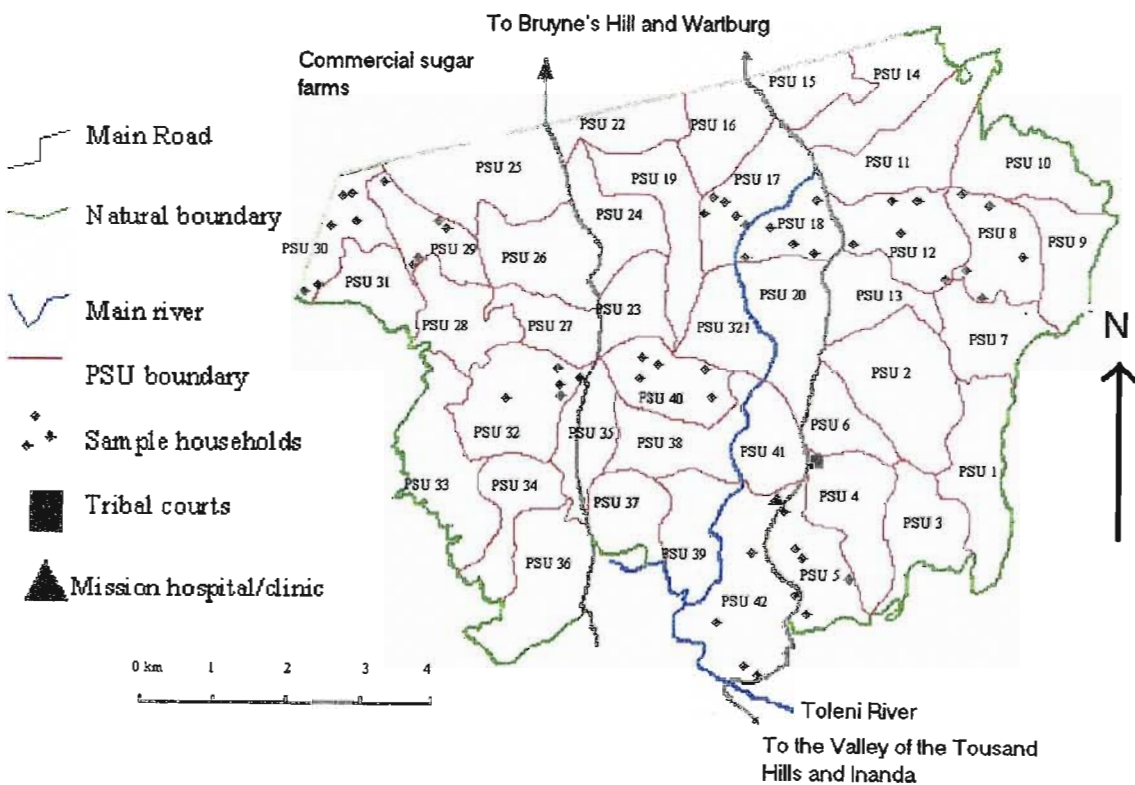 To Bruyne's Hill and Wartburg
Commercial sugar
farms
Main Road
Natural boundary
Main river
PSU boundary
Sample households
Tribal courts
Mission hospital/clinic
0 km 1 2 3 4
PSU 15
PSU 14
PSU 22
PSU 16
PSU 25
PSU 11
PSU 10
PSU 19
PSU 17
PSU 24
PSU 18
PSU 30
PSU 29
PSU 26
PSU 12
PSU 8
PSU 9
PSU 31
PSU 20
PSU 13
PSU 23
PSU 28
PSU 27
PSU 321
PSU 7
PSU 2
PSU 40
PSU 32
PSU 35
PSU 38
PSU 6
PSU 41
PSU 1
PSU 33
PSU 34
PSU 37
PSU 4
PSU 3
PSU 36
PSU 39
PSU 5
PSU 42
N
Toleni River
To the Valley of the Tousand
Hills and Inanda